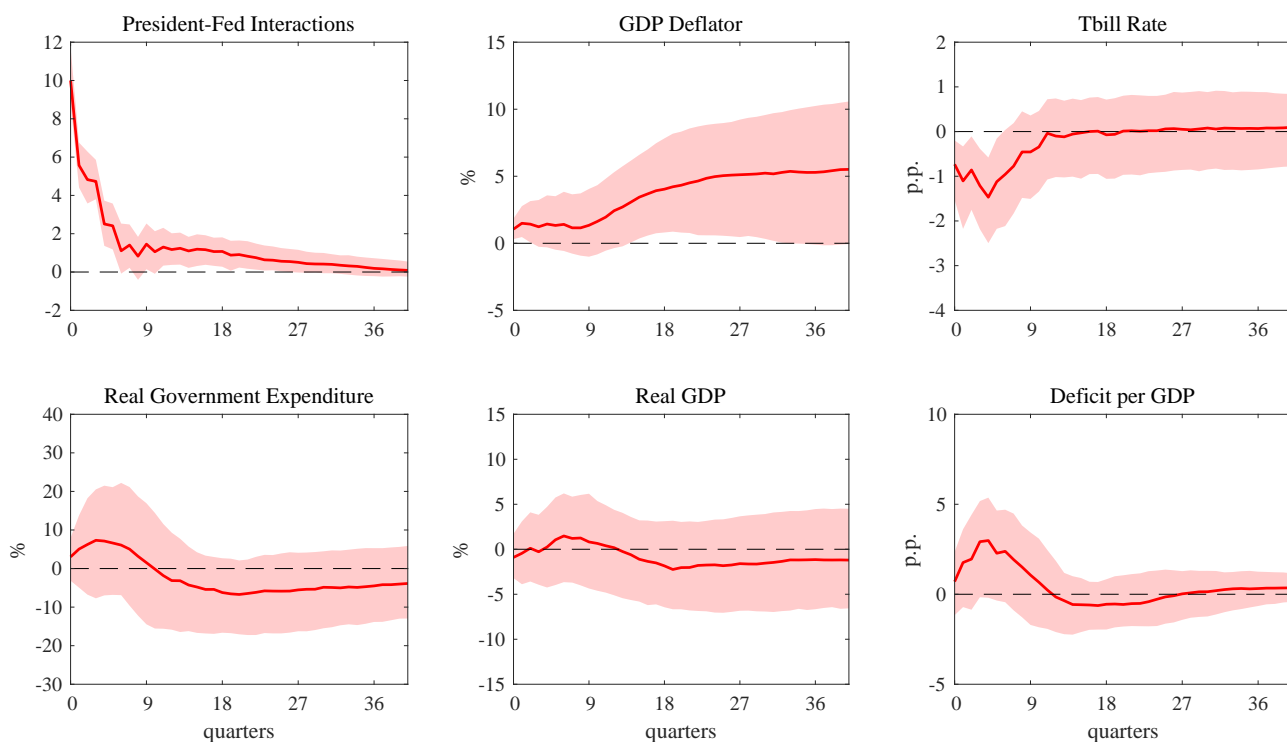 President-Fed Interactions
12
10
8
6
4
2
0
-2
0 9 18 27 36
GDP Deflator
%
15
10
5
0
-5
0 9 18 27 36
Tbill Rate
p.p.
2
1
0
-1
-2
-3
-4
0 9 18 27 36
Real Government Expenditure
%
40
30
20
10
0
-10
-20
-30
0 9 18 27 36
quarters
Real GDP
%
15
10
5
0
-5
-10
-15
0 9 18 27 36
quarters
Deficit per GDP
p.p.
10
5
0
-5
0 9 18 27 36
quarters